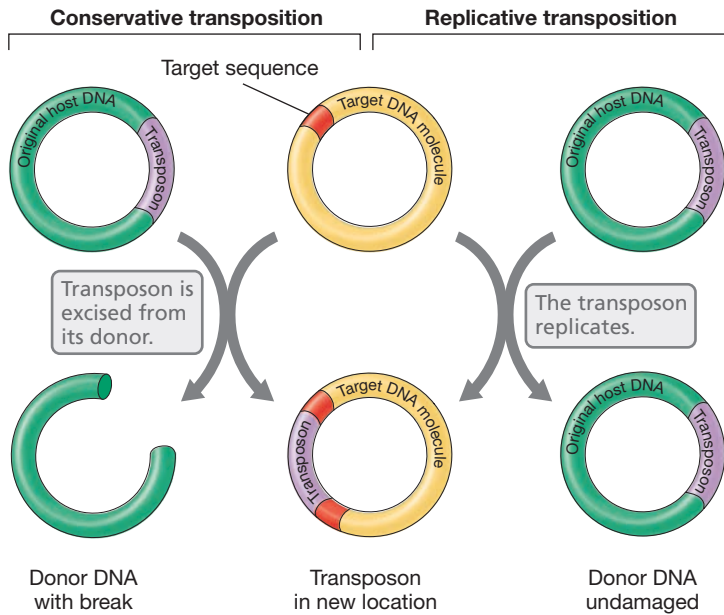 Conservative transposition
Replicative transposition
Target sequence
Original host DNA
Transposon
Target DNA molecule
Original host DNA
Transposon
Transposon is
excised from
its donor.
The transposon
replicates.
Target DNA molecule
Transposon
Original host DNA
Transposon
Donor DNA
with break
Transposon
in new location
Donor DNA
undamaged